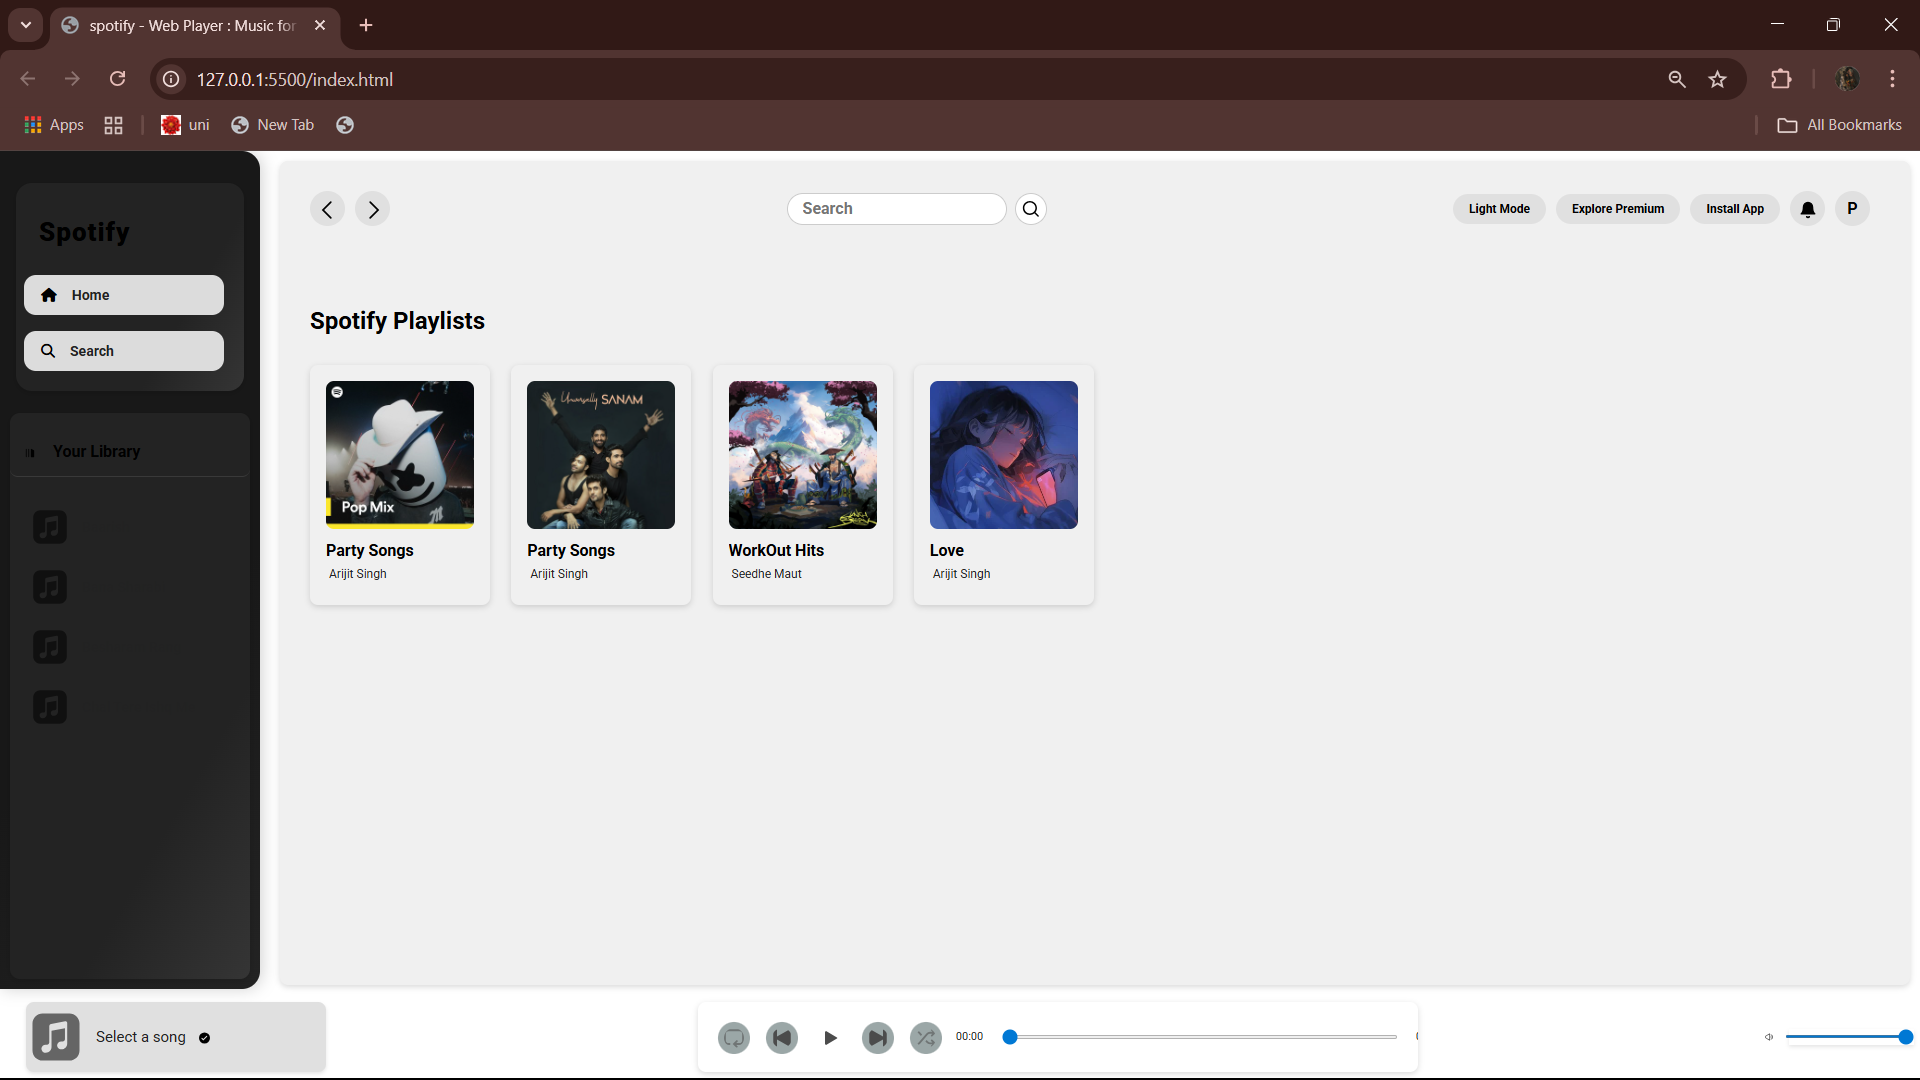 spotify - Web Player : Music for
127.0.0.1:5500/index.html
Apps
uni
New Tab
All Bookmarks
Spotify
Home
Search
Your Library
Search
Light Mode
Explore Premium
Install App
P
Spotify Playlists
Pop Mix
Party Songs
Arijit Singh
Universally SANAM
Party Songs
Arijit Singh
WorkOut Hits
Seedhe Maut
Love
Arijit Singh
Select a song
00:00